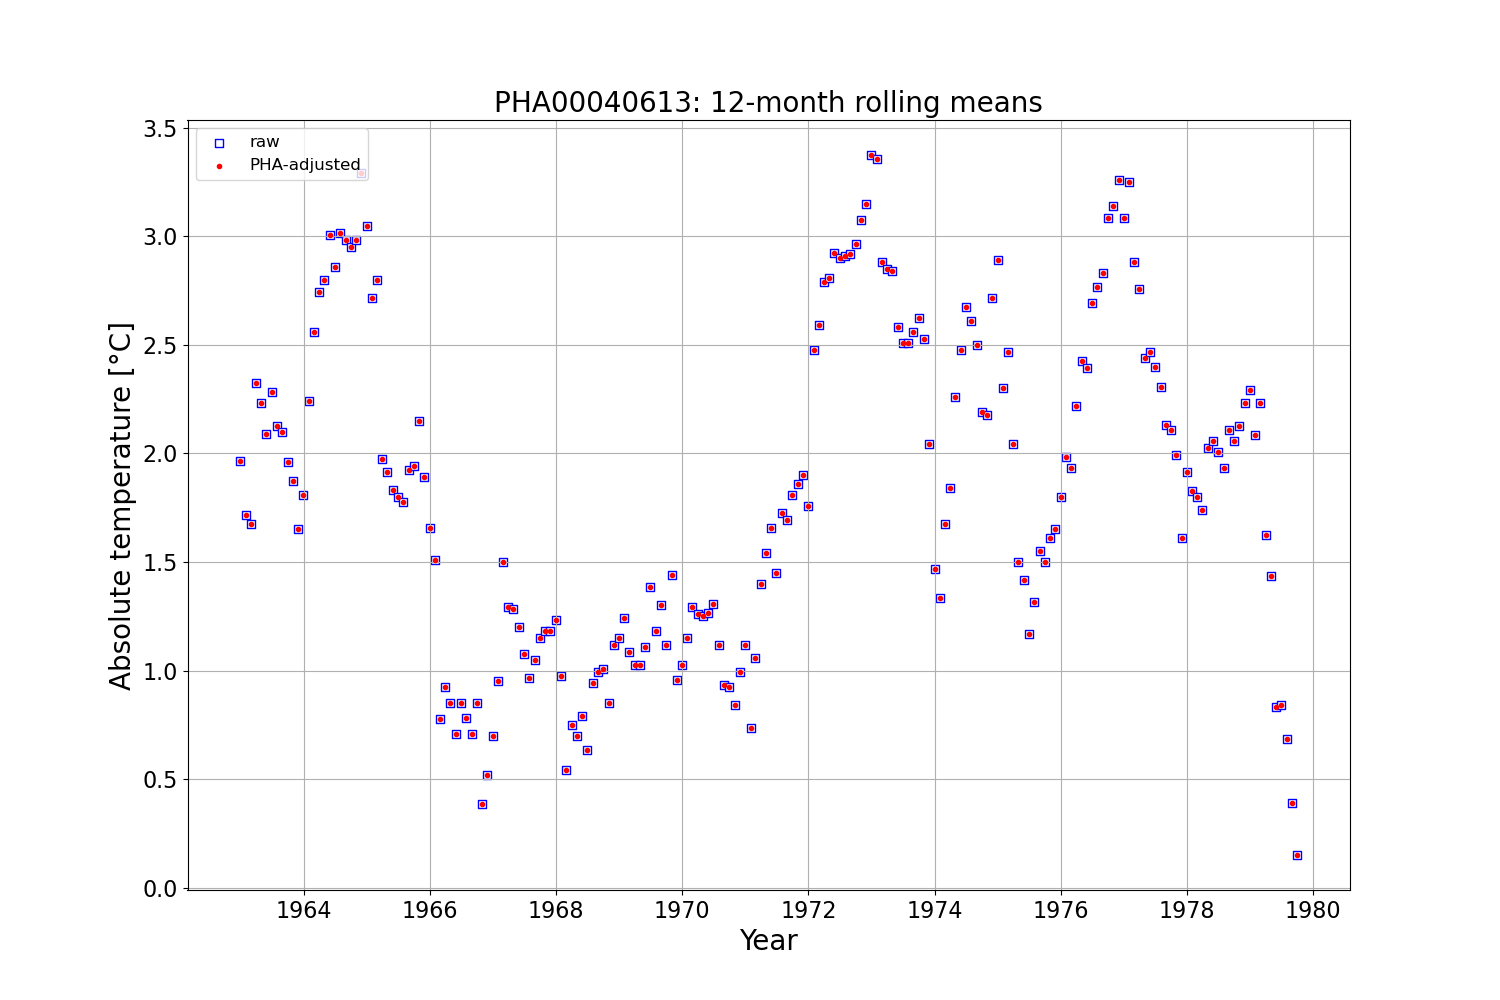 PHA00040613: 12-month rolling means
raw
PHA-adjusted
Absolute temperature [°C]
3.5
3.0
2.5
2.0
1.5
1.0
0.5
0.0
1964 1966 1968 1970 1972 1974 1976 1978 1980
Year